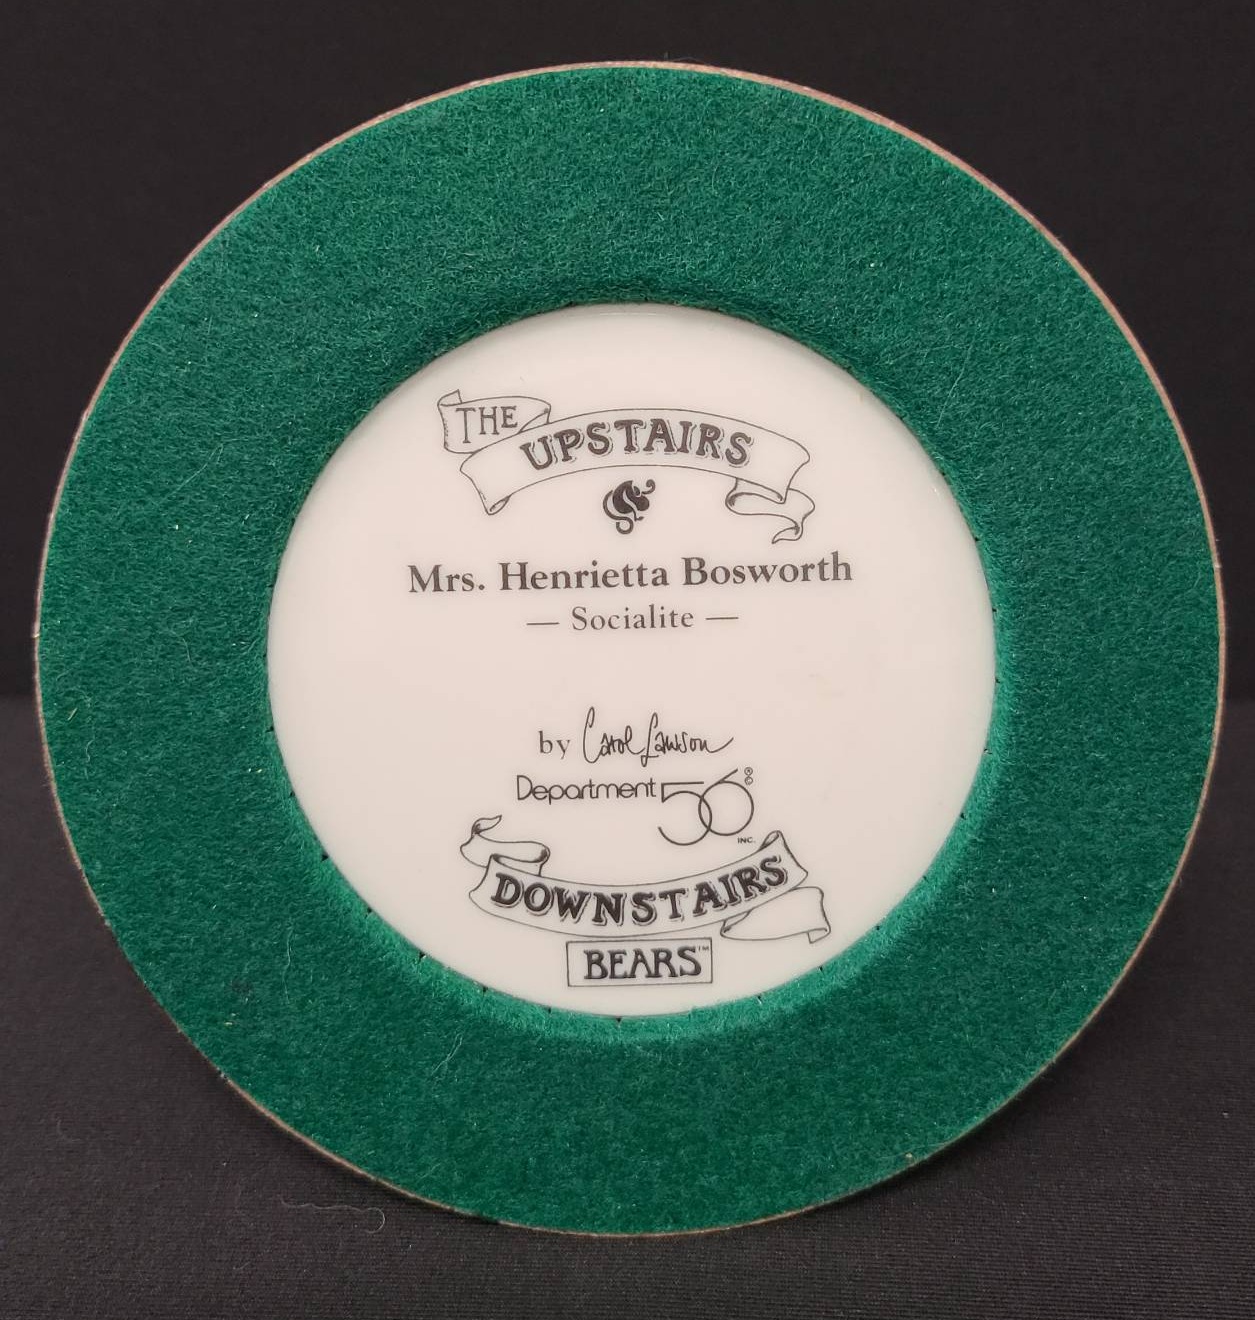 THE
UPSTAIRS
Mrs. Henrietta Bosworth
— Socialite —
by Carol Lawson
Department 56®©
INC.
DOWNSTAIRS
BEARS™